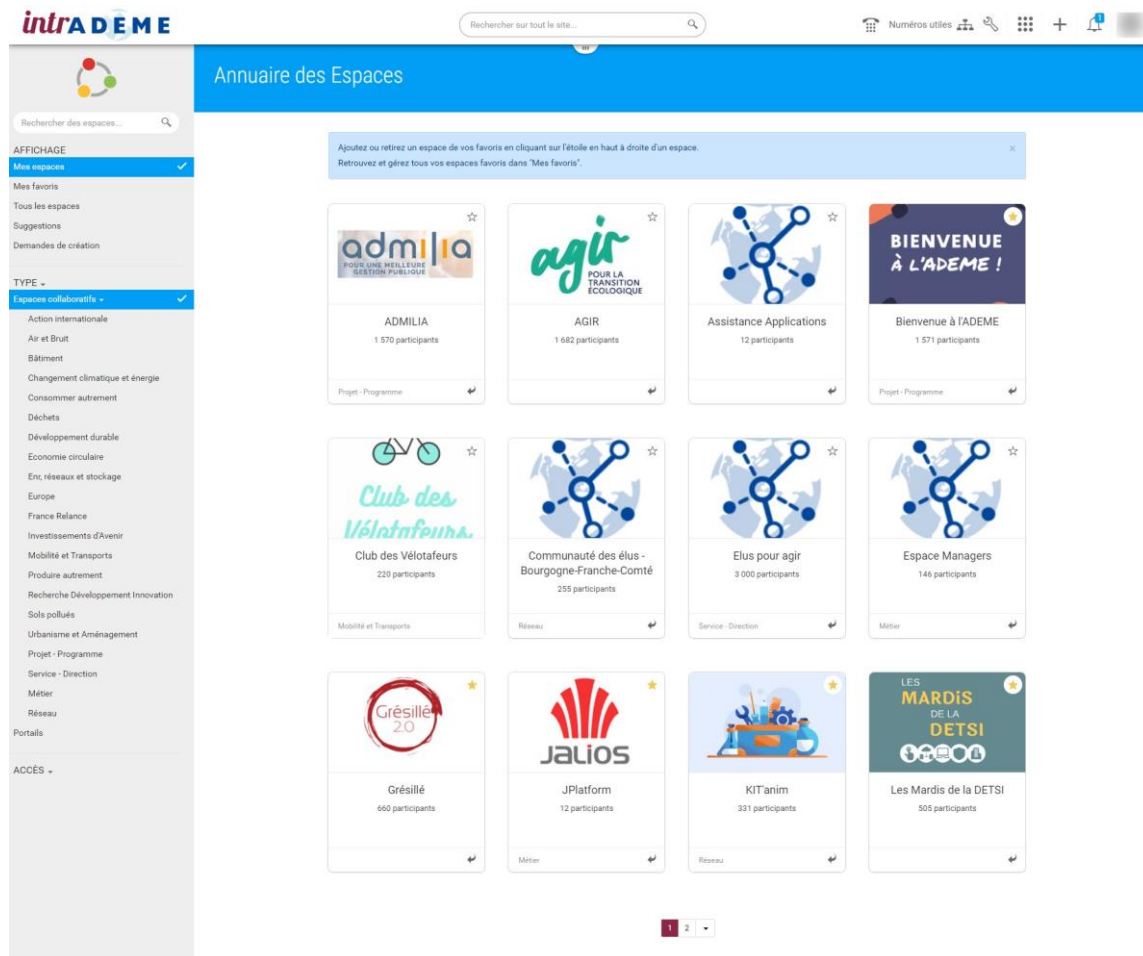 intrADEME
Rechercher sur tout le site...
Numéros utiles
1
Annuaire des Espaces
Rechercher des espaces...
AFFICHAGE
Mes espaces
Mes favoris
Tous les espaces
Suggestions
Demandes de création
TYPE
Espaces collaboratifs
Action internationale
Air et Bruit
Bâtiment
Changement climatique et énergie
Consommer autrement
Déchets
Développement durable
Economie circulaire
Enr, réseaux et stockage
Europe
France Relance
Investissements d'Avenir
Mobilité et Transports
Produire autrement
Recherche Développement Innovation
Sols pollués
Urbanisme et Aménagement
Projet - Programme
Service - Direction
Métier
Réseau
Portails
ACCÈS
Ajoutez ou retirez un espace de vos favoris en cliquant sur l'étoile en haut à droite d'un espace.
Retrouvez et gérez tous vos espaces favoris dans "Mes favoris".
×
admilia
POUR UNE MEILLEURE
GESTION PUBLIQUE
ADMILIA
1 570 participants
Projet - Programme
agir
POUR LA
TRANSITION
ÉCOLOGIQUE
AGIR
1 682 participants
Assistance Applications
12 participants
BIENVENUE
À L'ADEME !
Bienvenue à l'ADEME
1 571 participants
Projet - Programme
Club des
Vélotafeurs
Club des Vélotafeurs
220 participants
Mobilité et Transports
Communauté des élus -
Bourgogne-Franche-Comté
255 participants
Réseau
Elus pour agir
3 000 participants
Service - Direction
Espace Managers
146 participants
Métier
Grésillé
2.0
Grésillé
660 participants
Jalios
JPlatform
12 participants
Métier
KIT'anim
331 participants
Réseau
LES
MARDiS
DE LA
DETSI
Les Mardis de la DETSI
505 participants
1 2